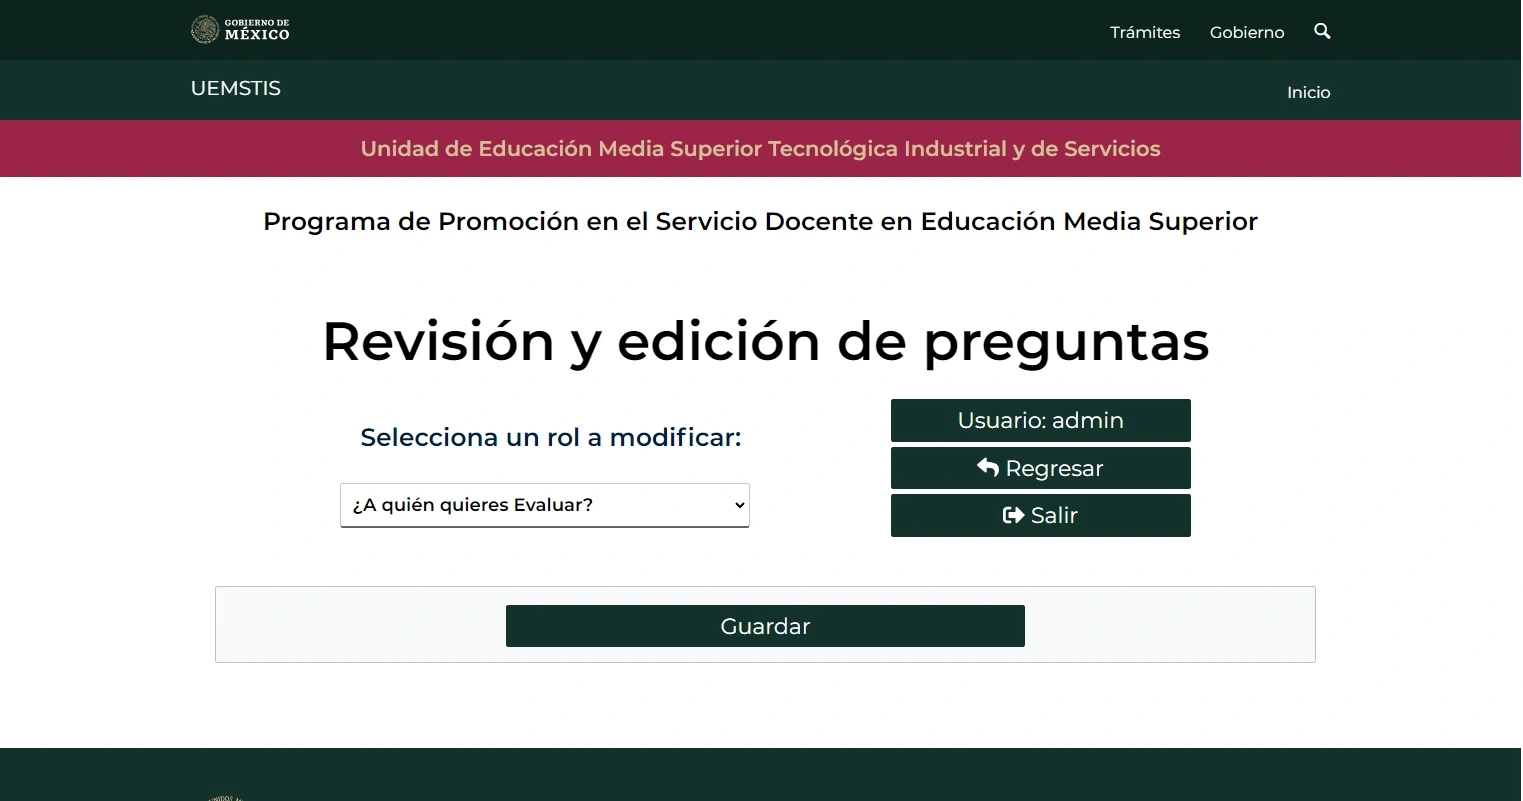 GOBIERNO DE
MÉXICO
Trámites
Gobierno
UEMSTIS
Inicio
Unidad de Educación Media Superior Tecnológica Industrial y de Servicios
Programa de Promoción en el Servicio Docente en Educación Media Superior
Revisión y edición de preguntas
Selecciona un rol a modificar:
¿A quién quieres Evaluar?
Usuario: admin
Regresar
Salir
Guardar